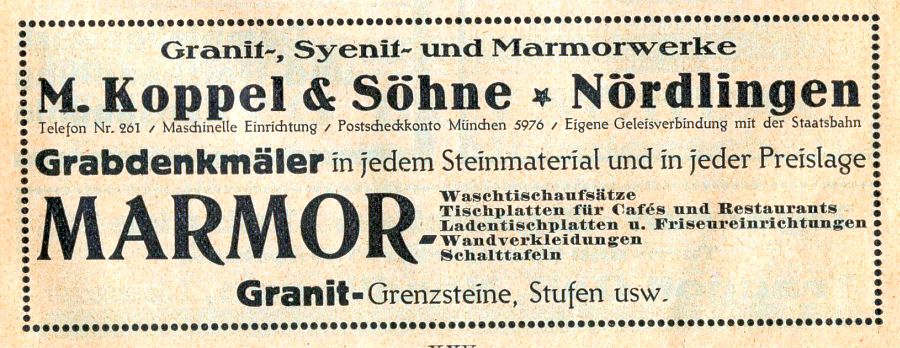 Granit-, Syenit- und Marmorwerke
M. Koppel & Söhne * Nördlingen
Telefon Nr. 261 / Maschinelle Einrichtung / Postscheckkonto München 5976 / Eigene Geleisverbindung mit der Staatsbahn
Grabdenkmäler in jedem Steinmaterial und in jeder Preislage
MARMOR-
Waschtischaufsätze
Tischplatten für Cafés und Restaurants
Ladentischplatten u. Friseureinrichtungen
Wandverkleidungen
Schalttafeln
Granit-Grenzsteine, Stufen usw.